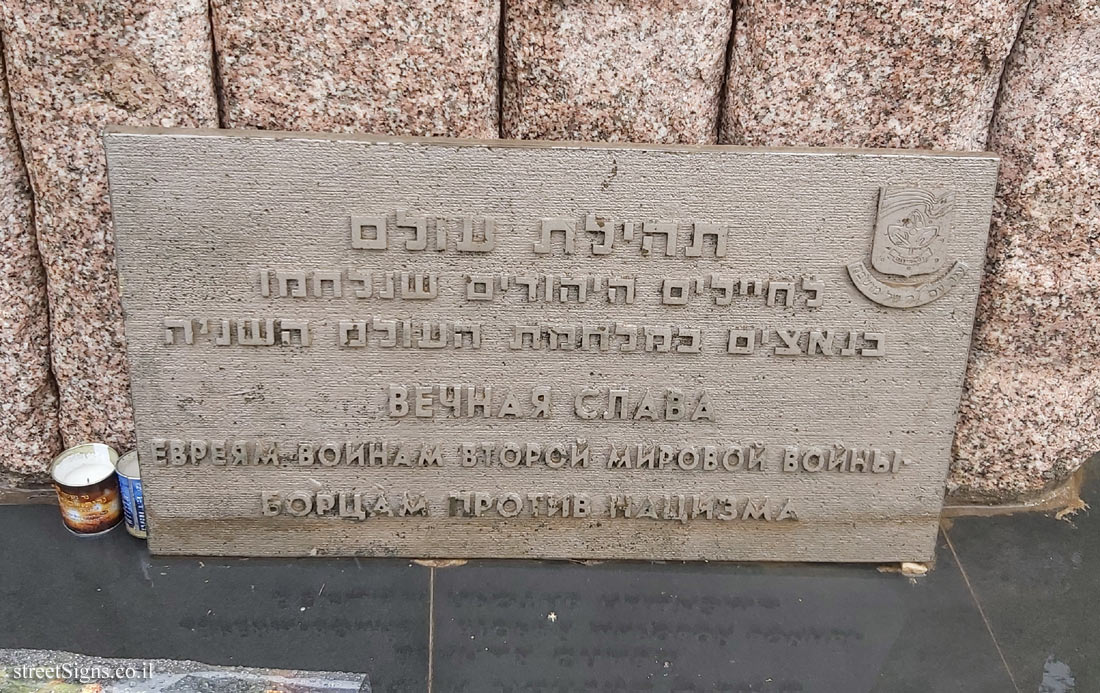 תהילת עולם
לחיילים היהודים שנלחמו
בנאצים במלחמת העולם השניה
ВЕЧНАЯ СЛАВА
ЕВРЕЯМ-ВОИНАМ ВТОРОЙ МИРОВОЙ ВОЙНЫ-
БОРЦАМ ПРОТИВ НАЦИЗМА
streetSigns.co.il